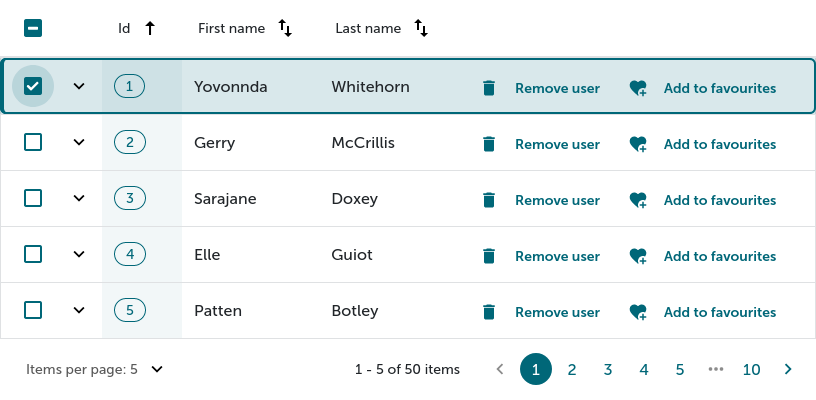 Id First name Last name
1 Yovonnda Whitehorn Remove user Add to favourites
2 Gerry McCrillis Remove user Add to favourites
3 Sarajane Doxey Remove user Add to favourites
4 Elle Guiot Remove user Add to favourites
5 Patten Botley Remove user Add to favourites
Items per page: 5 1 - 5 of 50 items 1 2 3 4 5 ••• 10